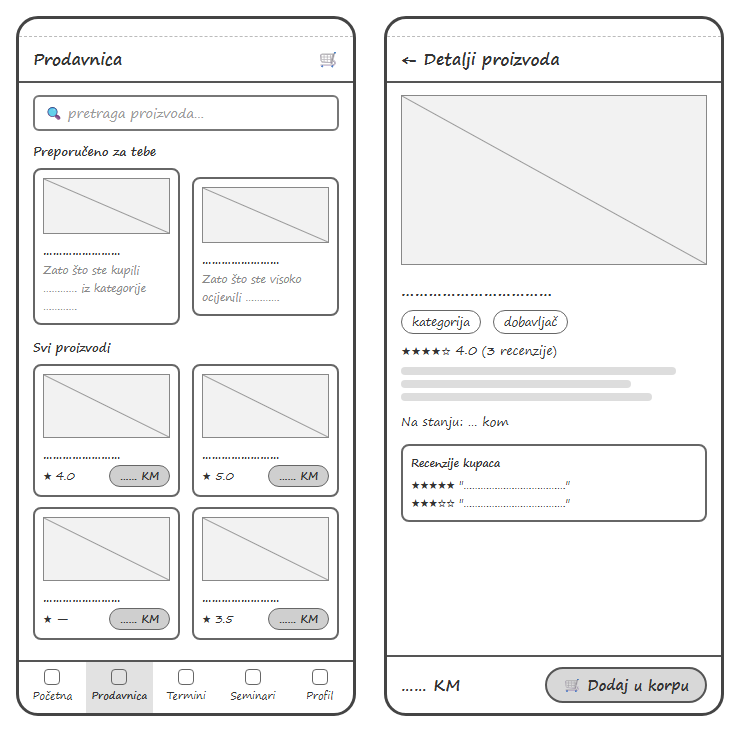 Prodavnica
pretraga proizvoda...
Preporučeno za tebe
......................
Zato što ste kupili
............ iz kategorije
............
......................
Zato što ste visoko
ocijenili ............
Svi proizvodi
......................
★ 4.0 ...... KM
......................
★ 5.0 ...... KM
......................
★ — ...... KM
......................
★ 3.5 ...... KM
Početna Prodavnica Termini Seminari Profil
← Detalji proizvoda
.................................
kategorija dobavljač
★★★★☆ 4.0 (3 recenzije)
Na stanju: ... kom
Recenzije kupaca
★★★★★ "...................................."
★★★☆☆ "...................................."
...... KM Dodaj u korpu